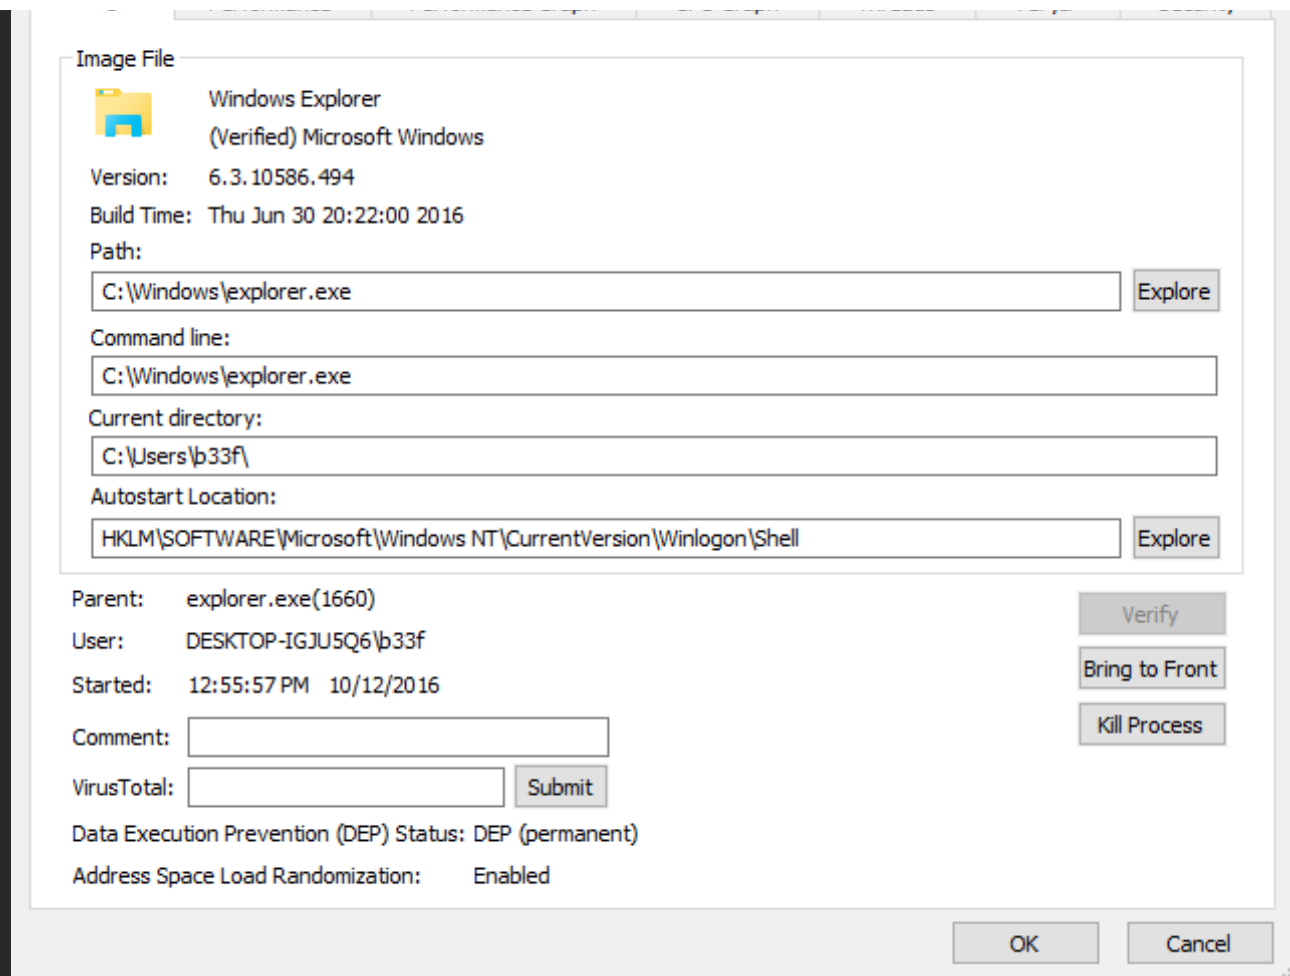 Image File
Windows Explorer
(Verified) Microsoft Windows
Version: 6.3.10586.494
Build Time: Thu Jun 30 20:22:00 2016
Path:
C:\Windows\explorer.exe Explore
Command line:
C:\Windows\explorer.exe
Current directory:
C:\Users\b33f\
Autostart Location:
HKLM\SOFTWARE\Microsoft\Windows NT\CurrentVersion\Winlogon\Shell Explore
Parent: explorer.exe(1660)
Verify
User: DESKTOP-IGJU5Q6\b33f
Bring to Front
Started: 12:55:57 PM 10/12/2016
Kill Process
Comment:
VirusTotal: Submit
Data Execution Prevention (DEP) Status: DEP (permanent)
Address Space Load Randomization: Enabled
OK Cancel